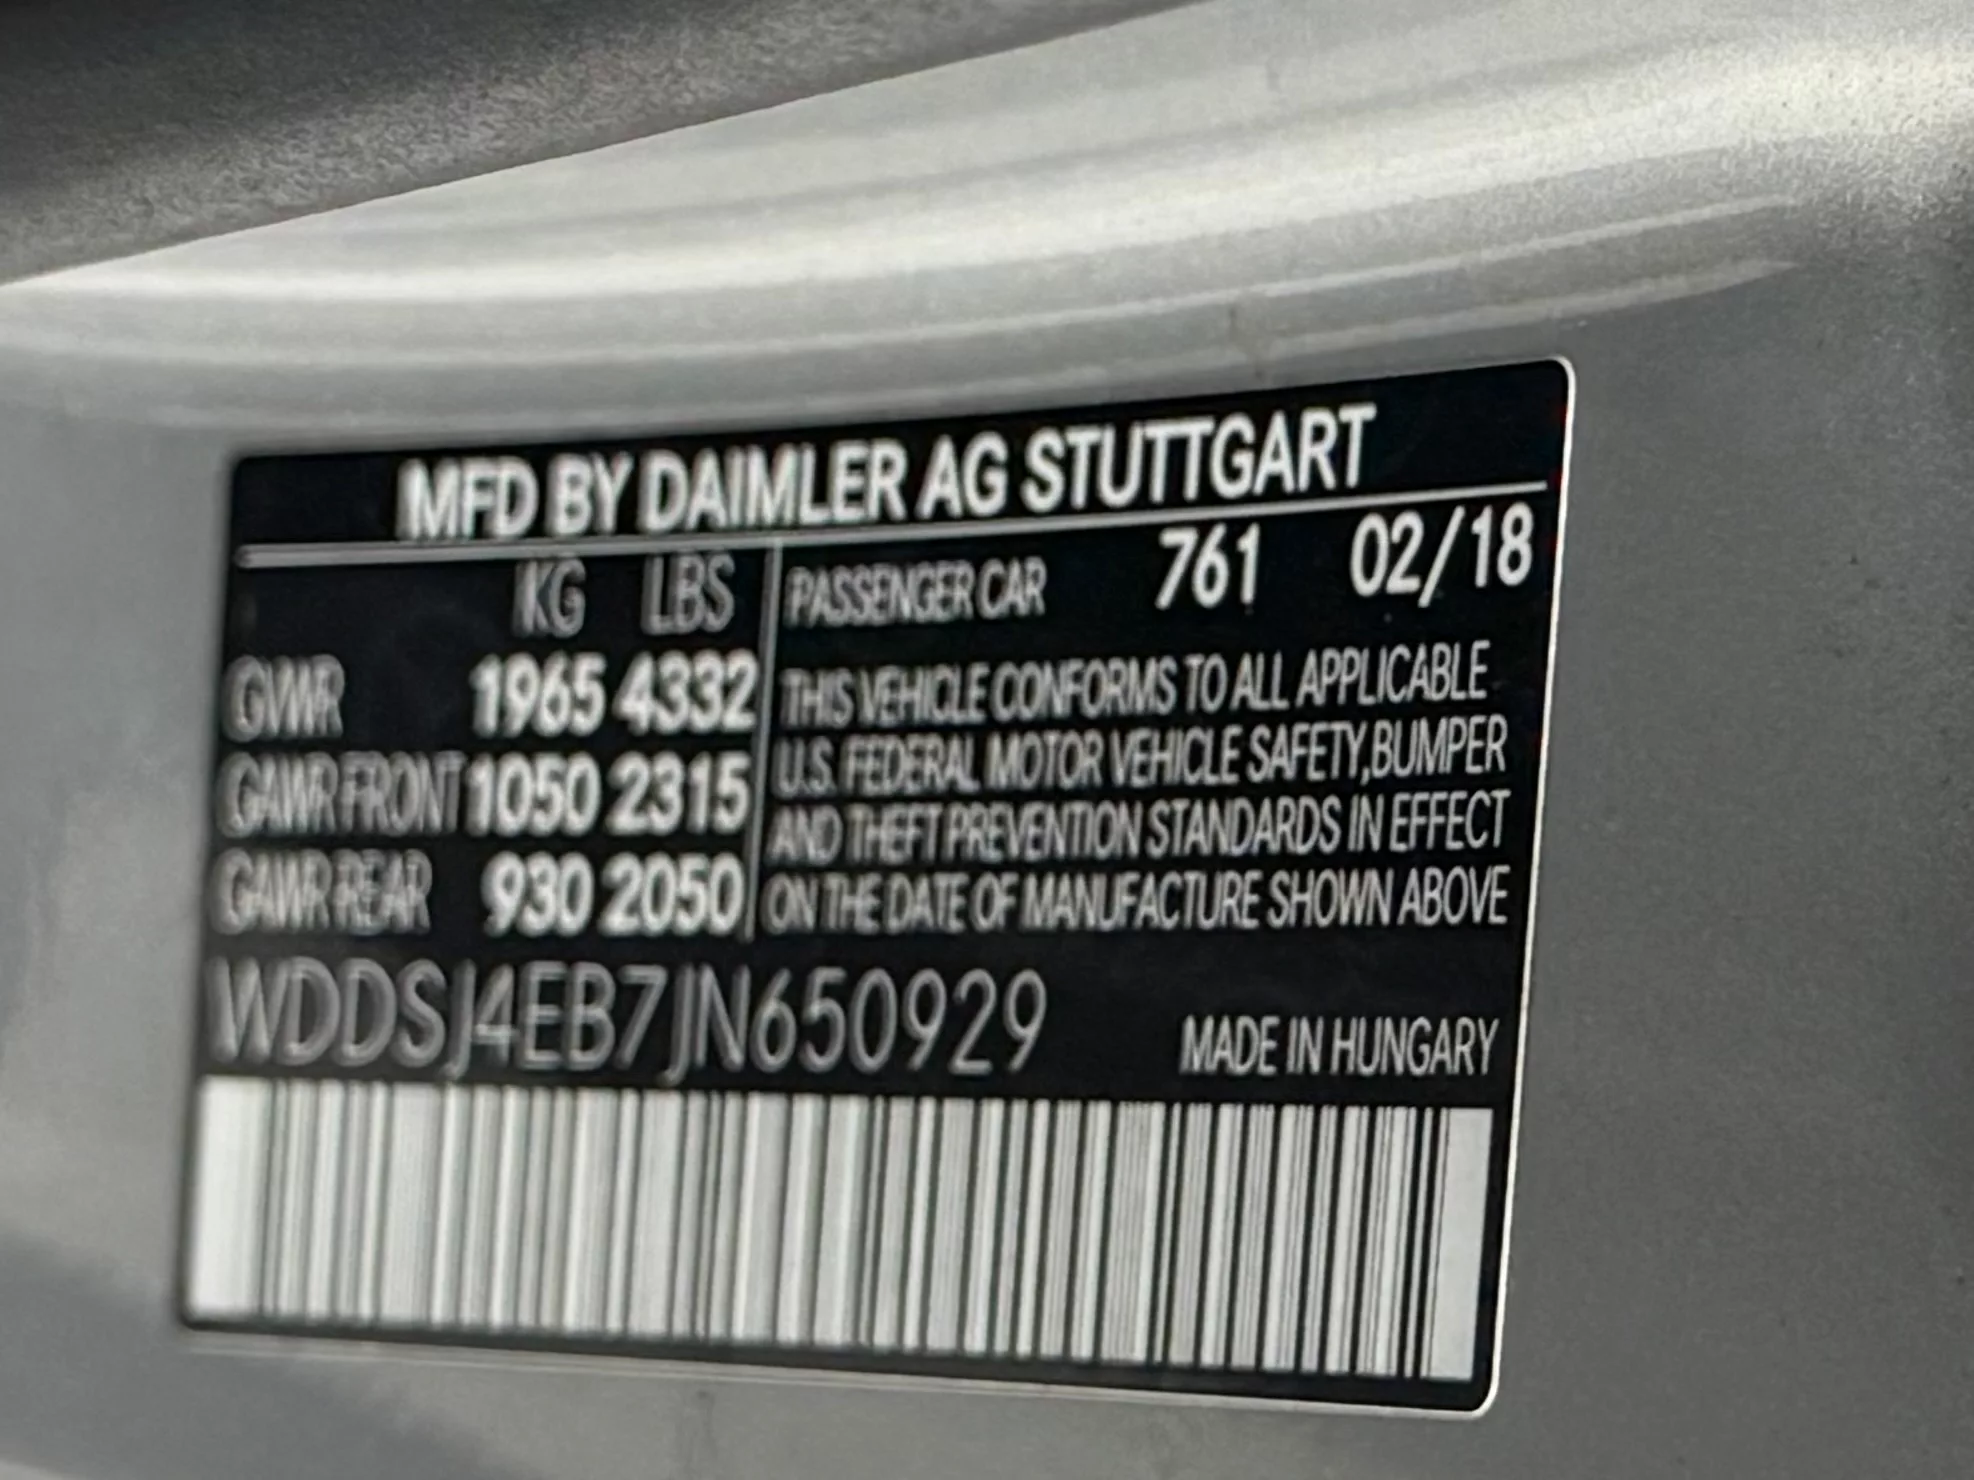 MFD BY DAIMLER AG STUTTGART
KG LBS
GVWR 1965 4332
GAWR FRONT 1050 2315
GAWR REAR 930 2050
PASSENGER CAR 761 02/18
THIS VEHICLE CONFORMS TO ALL APPLICABLE
U.S. FEDERAL MOTOR VEHICLE SAFETY,BUMPER
AND THEFT PREVENTION STANDARDS IN EFFECT
ON THE DATE OF MANUFACTURE SHOWN ABOVE
WDDSJ4EB7JN650929
MADE IN HUNGARY